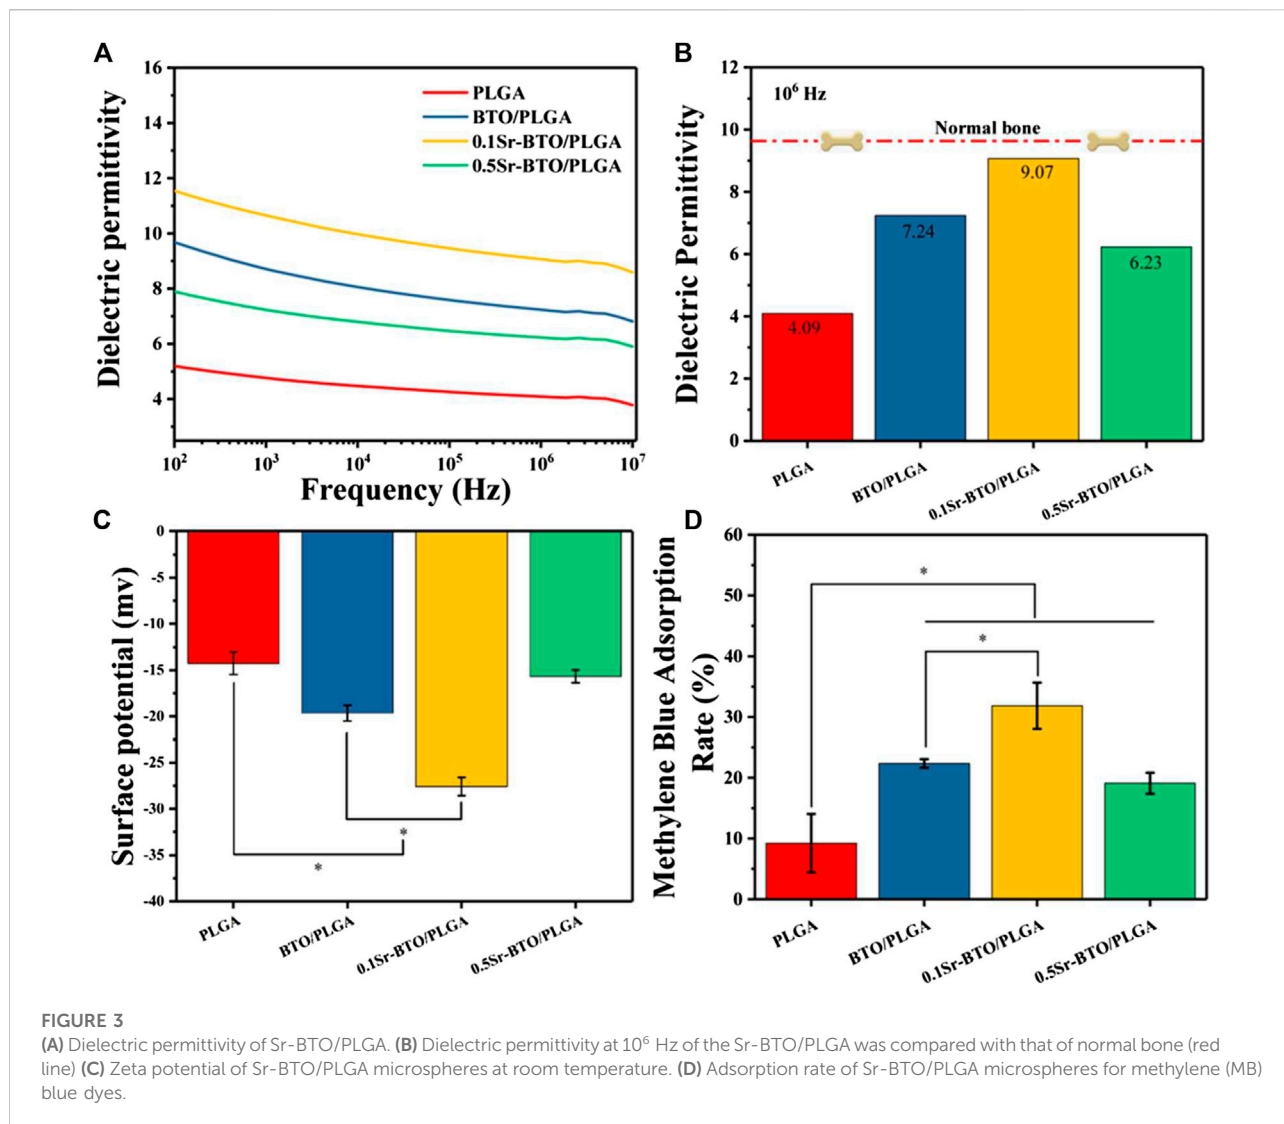 A
16
14
12
10
8
6
4
Dielectric permittivity
PLGA
BTO/PLGA
0.1Sr-BTO/PLGA
0.5Sr-BTO/PLGA
10² 10³ 10⁴ 10⁵ 10⁶ 10⁷
Frequency (Hz)
B
12
10
8
6
4
2
0
Dielectric Permittivity
10⁶ Hz
Normal bone
4.09
7.24
9.07
6.23
PLGA
BTO/PLGA
0.1Sr-BTO/PLGA
0.5Sr-BTO/PLGA
C
0
-5
-10
-15
-20
-25
-30
-35
-40
Surface potential (mv)
*
*
PLGA
BTO/PLGA
0.1Sr-BTO/PLGA
0.5Sr-BTO/PLGA
D
60
50
40
30
20
10
0
Methylene Blue Adsorption
Rate (%)
*
*
PLGA
BTO/PLGA
0.1Sr-BTO/PLGA
0.5Sr-BTO/PLGA
FIGURE 3
(A) Dielectric permittivity of Sr-BTO/PLGA. (B) Dielectric permittivity at 10⁶ Hz of the Sr-BTO/PLGA was compared with that of normal bone (red
line) (C) Zeta potential of Sr-BTO/PLGA microspheres at room temperature. (D) Adsorption rate of Sr-BTO/PLGA microspheres for methylene (MB)
blue dyes.